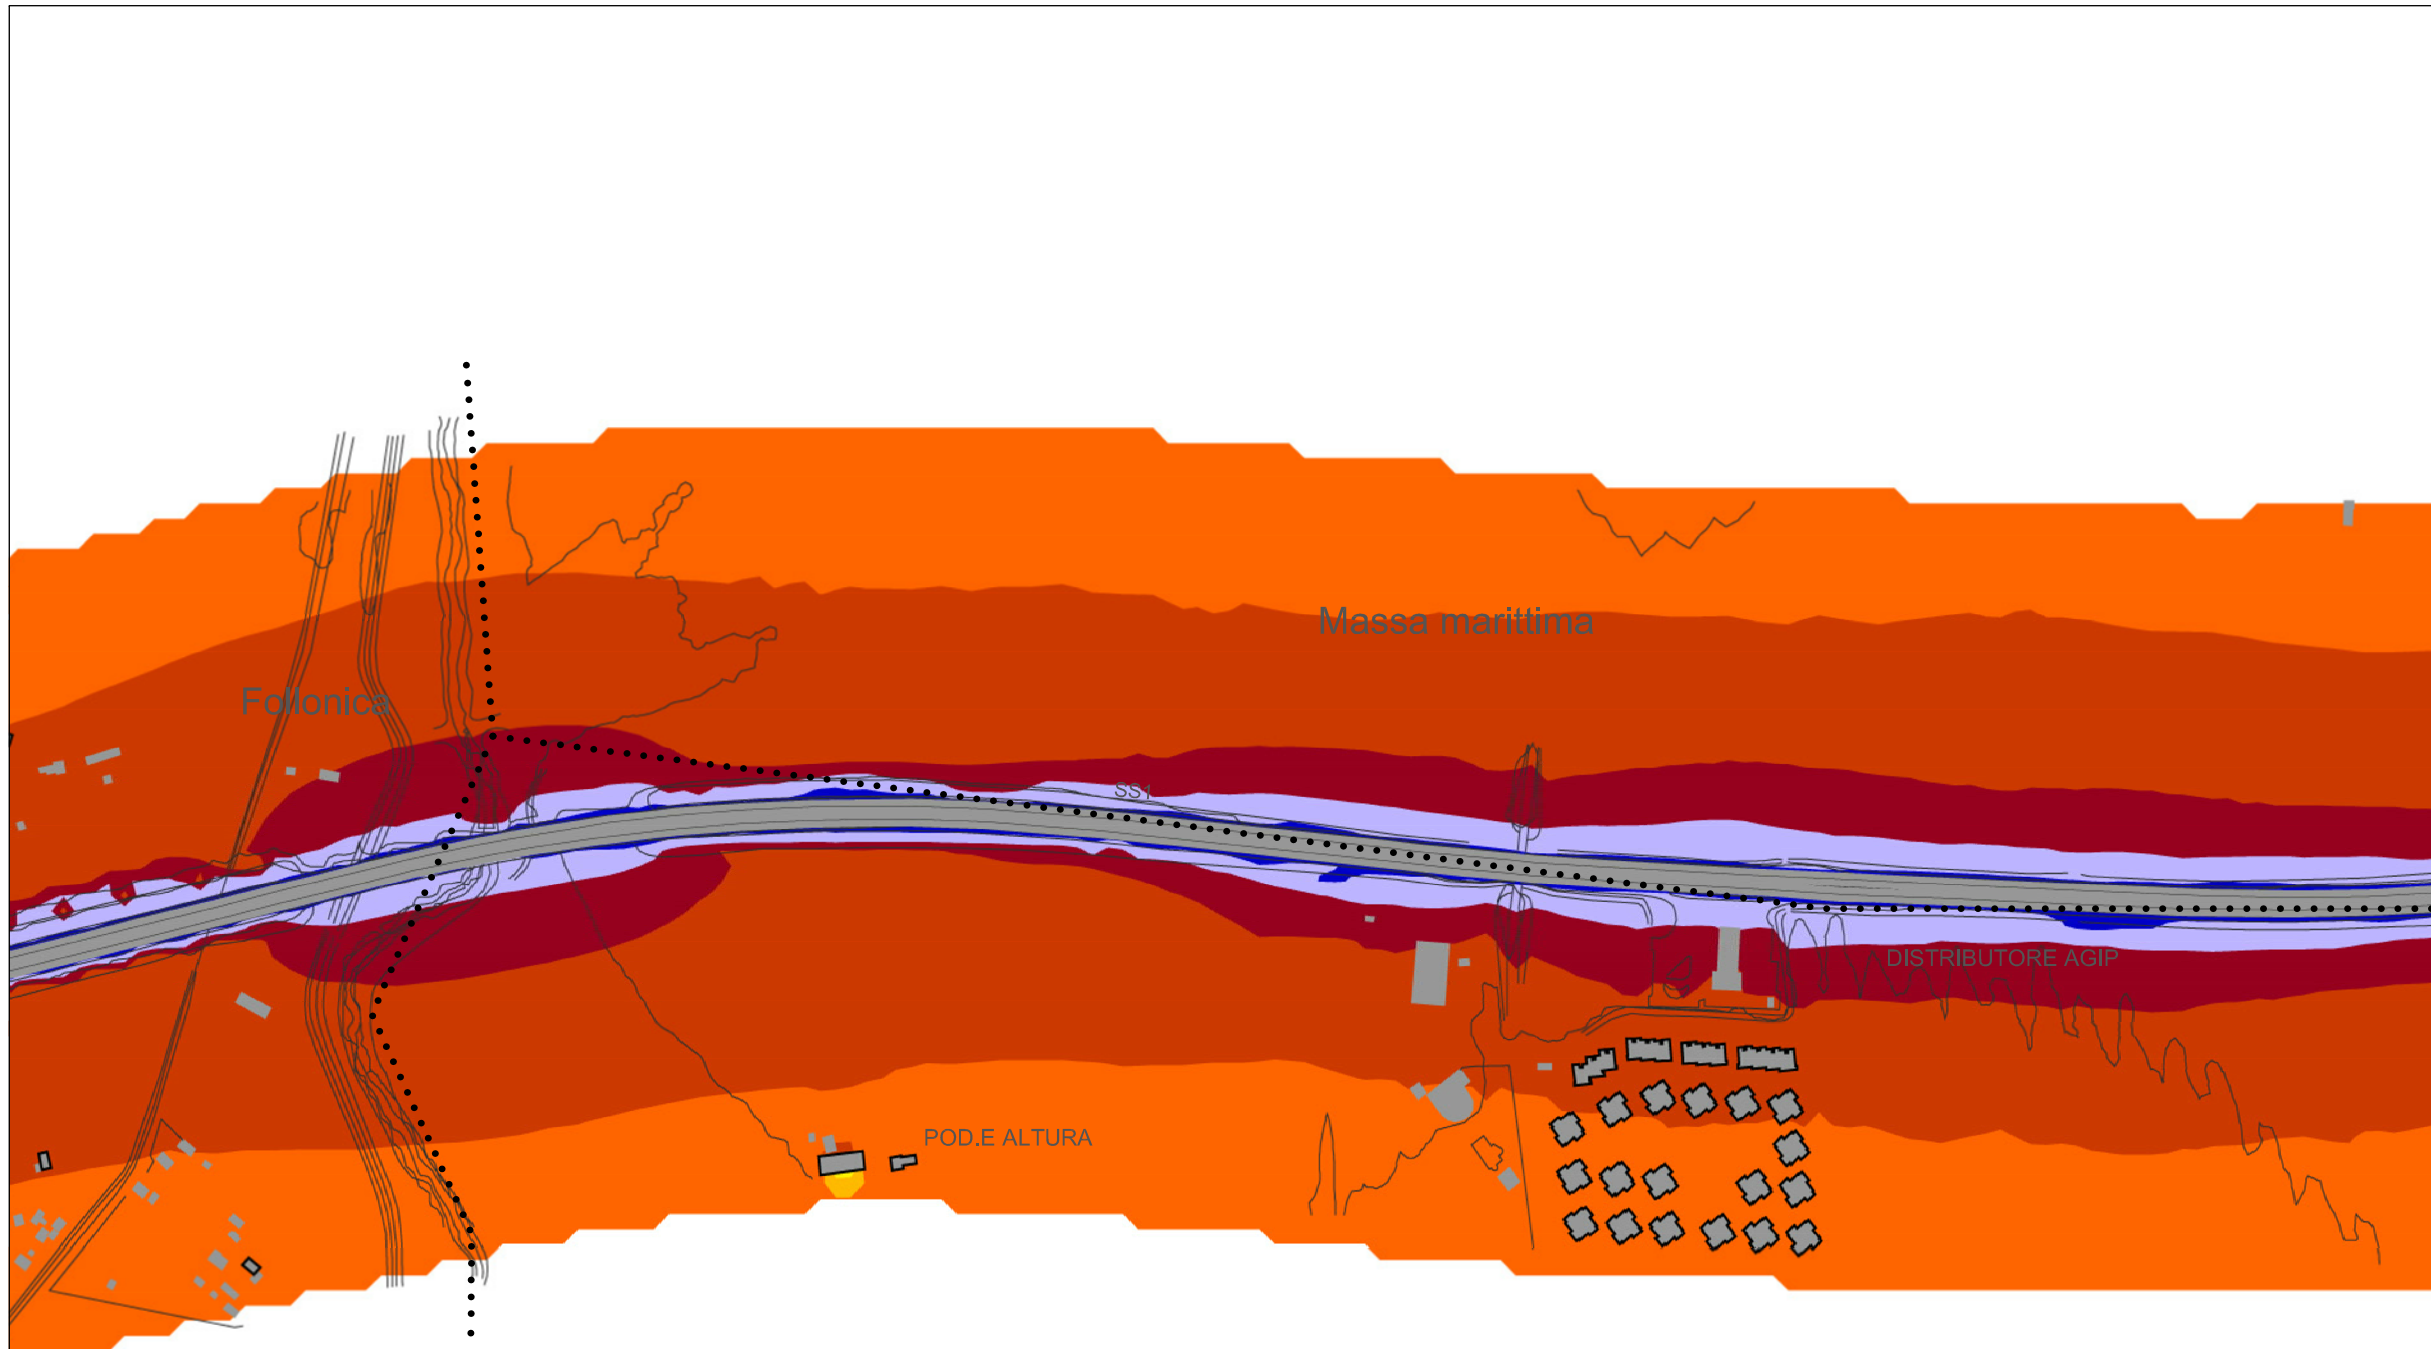 Massa marittima
Follonica
SS1
DISTRIBUTORE AGIP
POD.E ALTURA